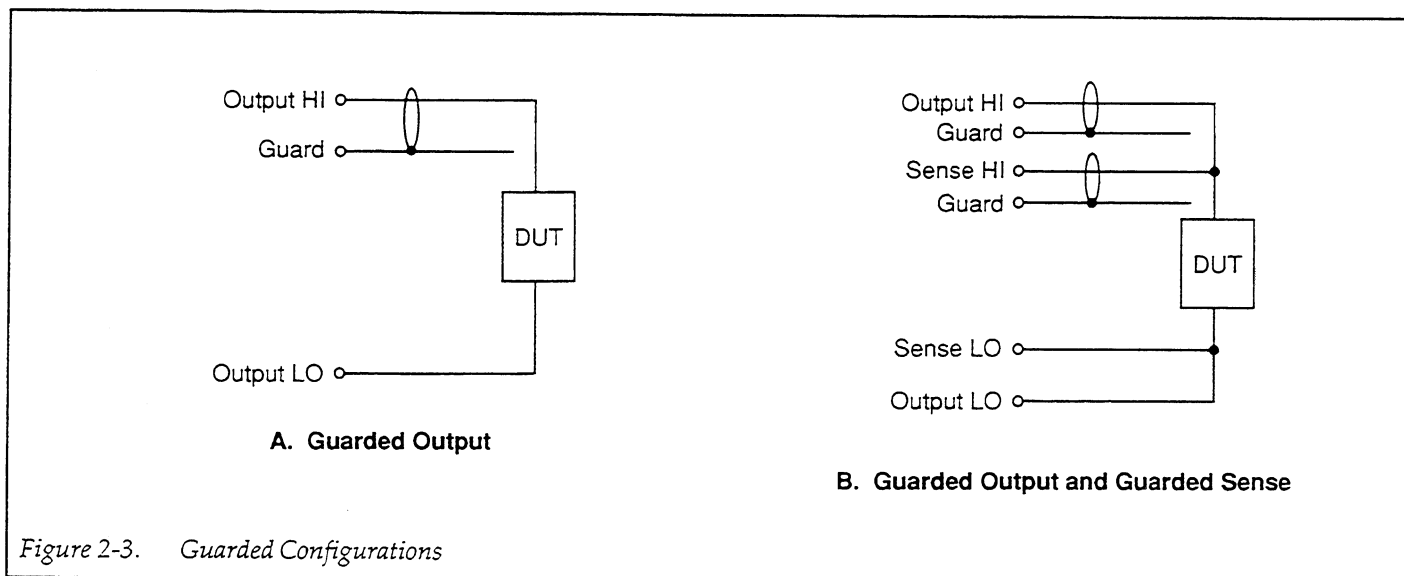 Output HI
Guard
DUT
Output LO
A. Guarded Output
Output HI
Guard
Sense HI
Guard
DUT
Sense LO
Output LO
B. Guarded Output and Guarded Sense
Figure 2-3. Guarded Configurations